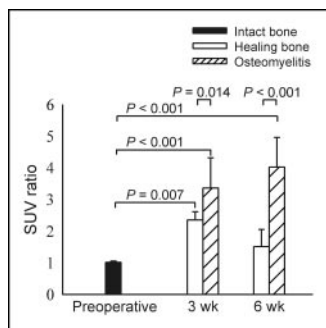 Intact bone
Healing bone
Osteomyelitis
P = 0.014 P < 0.001
P < 0.001
P < 0.001
P = 0.007
SUV ratio
6
5
4
3
2
1
0
Preoperative 3 wk 6 wk